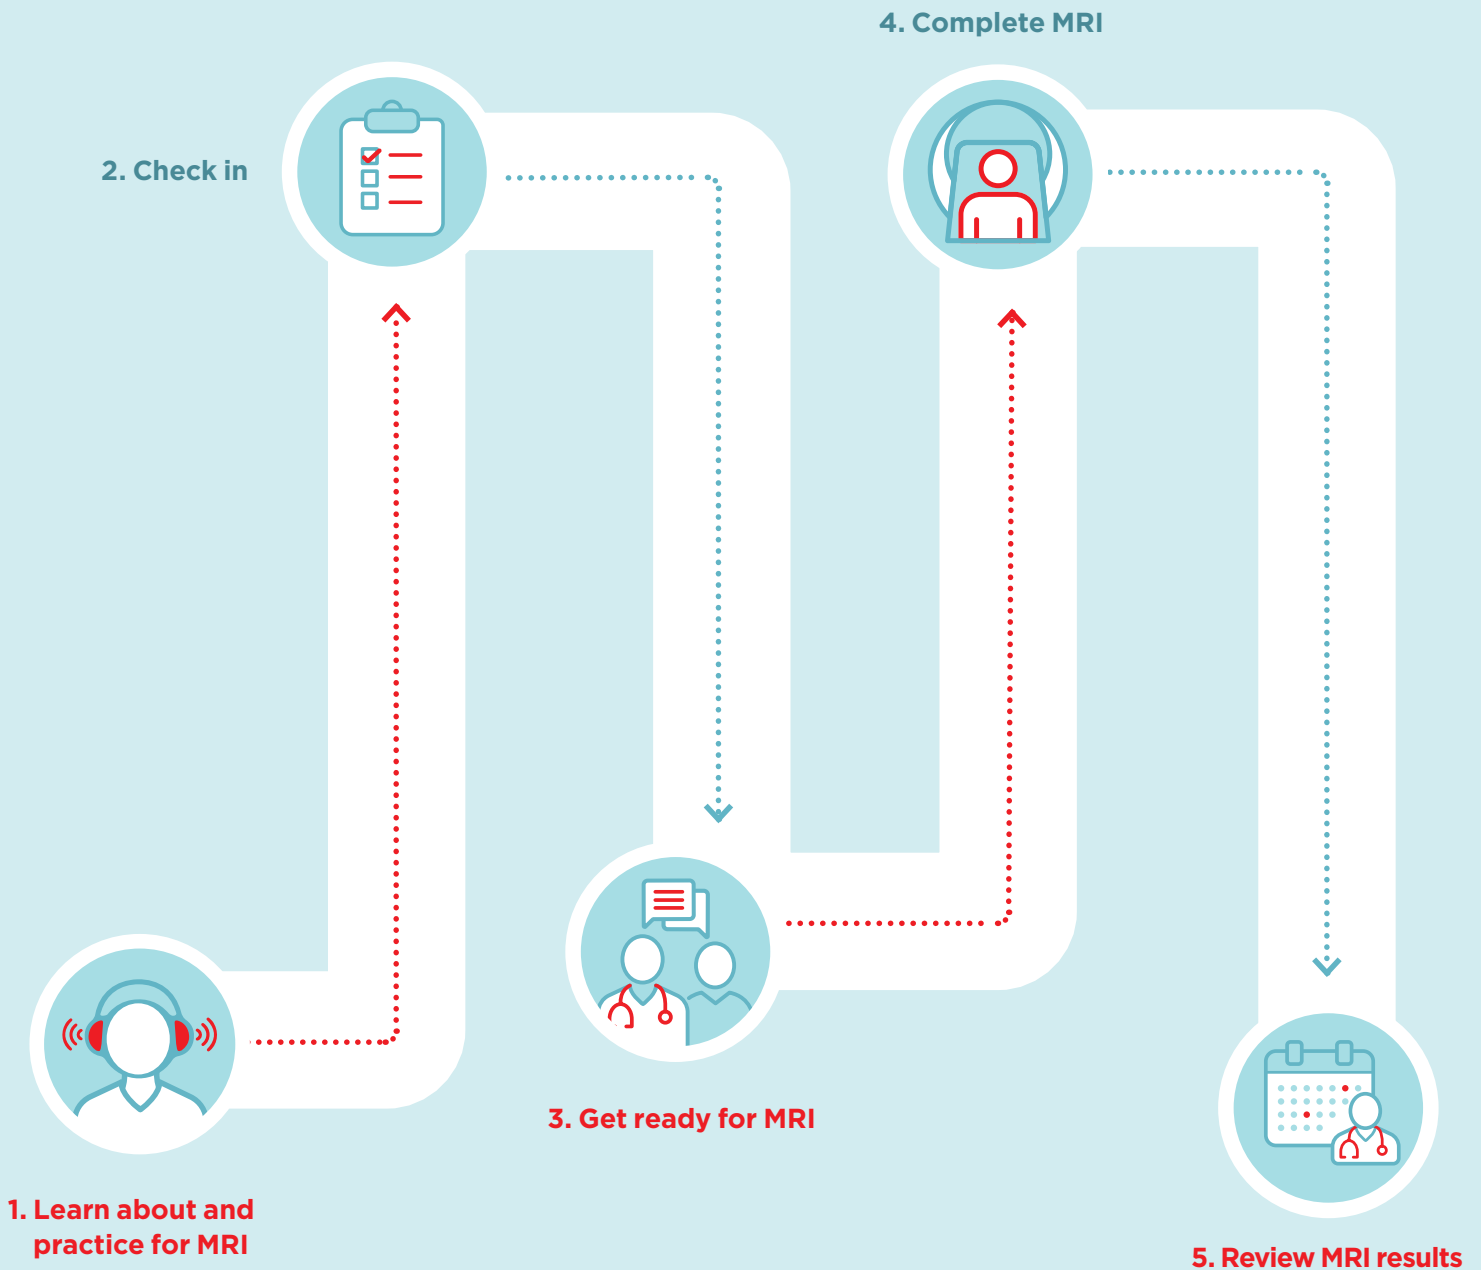 4. Complete MRI
2. Check in
3. Get ready for MRI
1. Learn about and
practice for MRI
5. Review MRI results